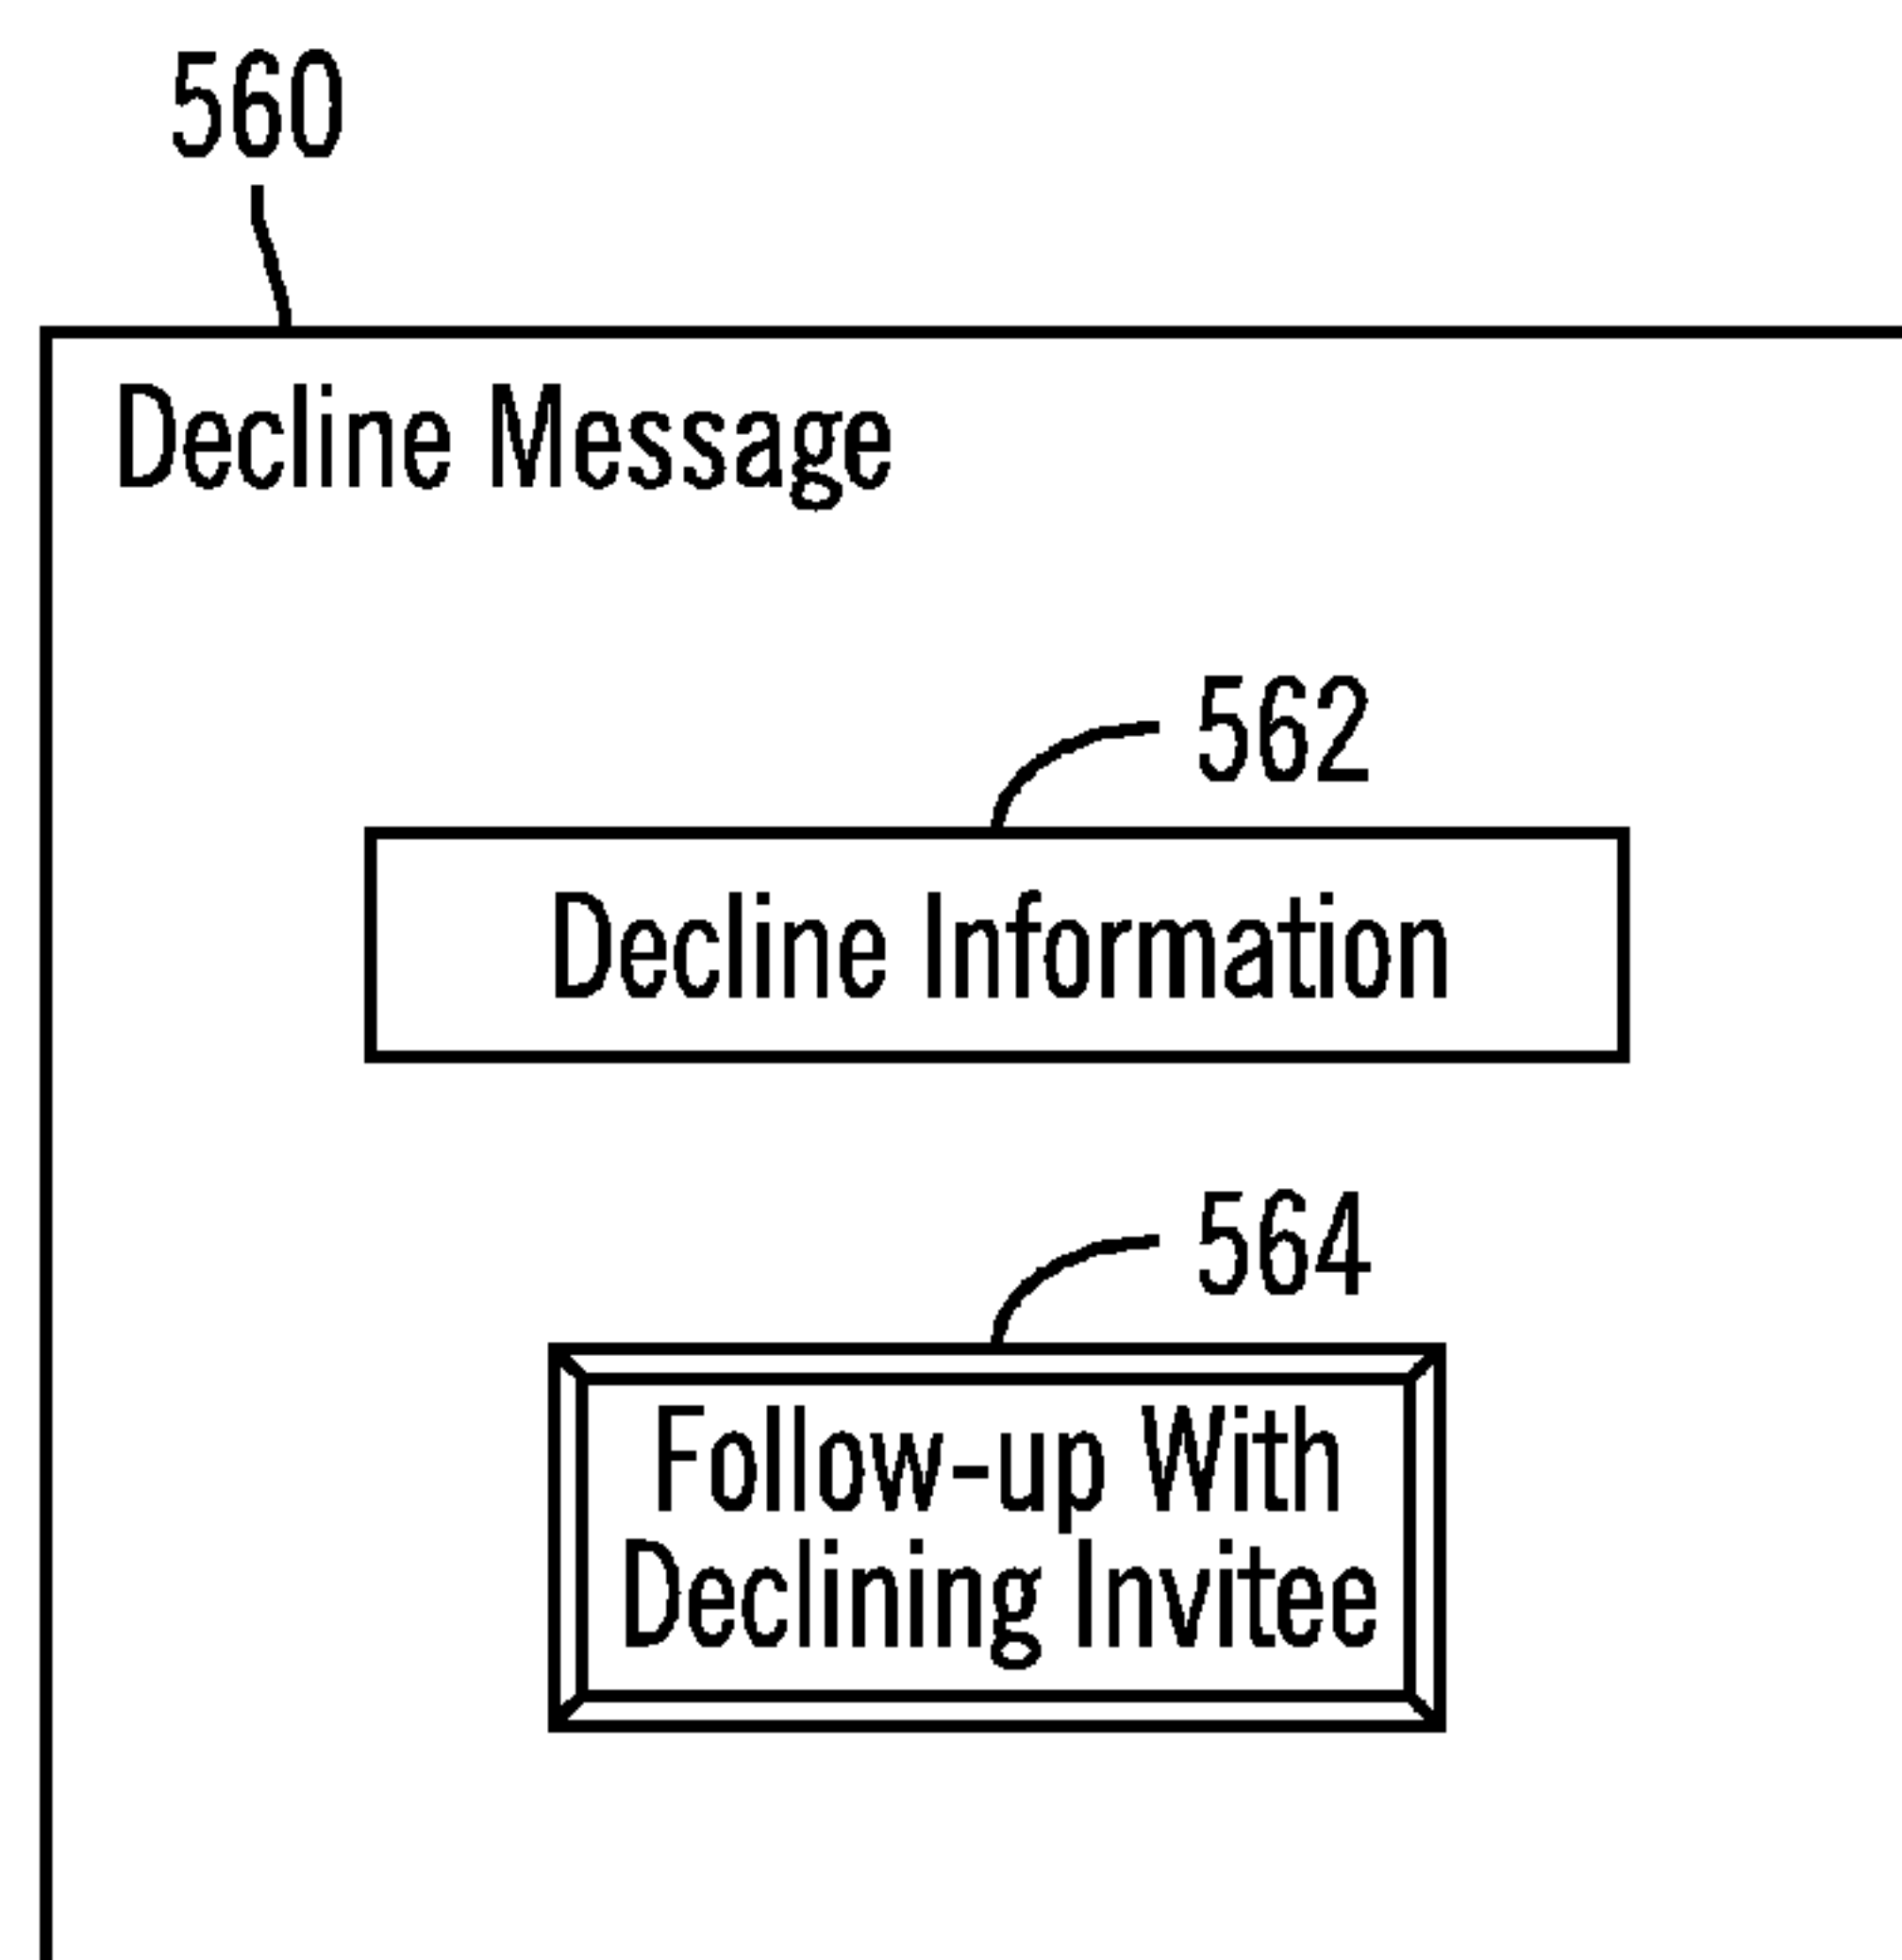 560
Decline Message
562
Decline Information
564
Follow-up With
Declining Invitee